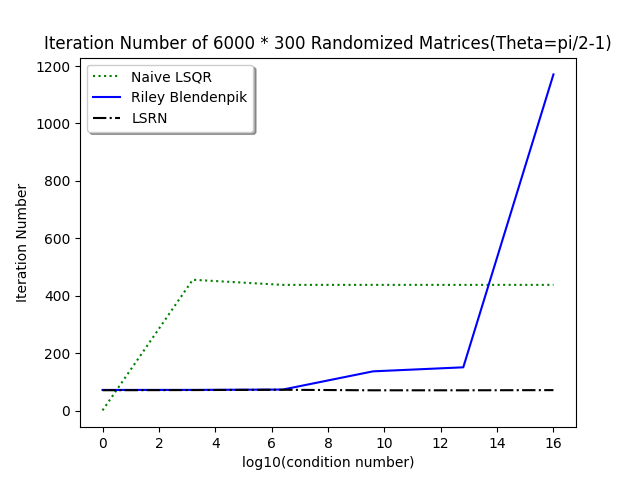 Iteration Number of 6000 * 300 Randomized Matrices(Theta=pi/2-1)
Naive LSQR
Riley Blendenpik
LSRN
Iteration Number
1200
1000
800
600
400
200
0
0 2 4 6 8 10 12 14 16
log10(condition number)